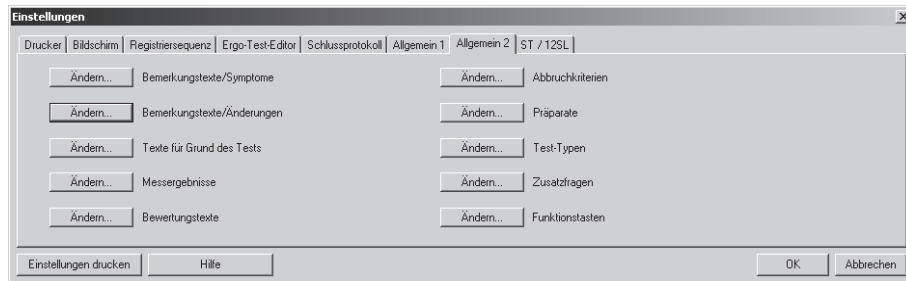 Einstellungen
Drucker Bildschirm Registriersequenz Ergo-Test-Editor Schlussprotokoll Allgemein 1 Allgemein 2 ST / 12SL
Ändern... Bemerkungstexte/Symptome Ändern... Abbruchkriterien
Ändern... Bemerkungstexte/Änderungen Ändern... Präparate
Ändern... Texte für Grund des Tests Ändern... Test-Typen
Ändern... Messergebnisse Ändern... Zusatzfragen
Ändern... Bewertungstexte Ändern... Funktionstasten
Einstellungen drucken Hilfe OK Abbrechen